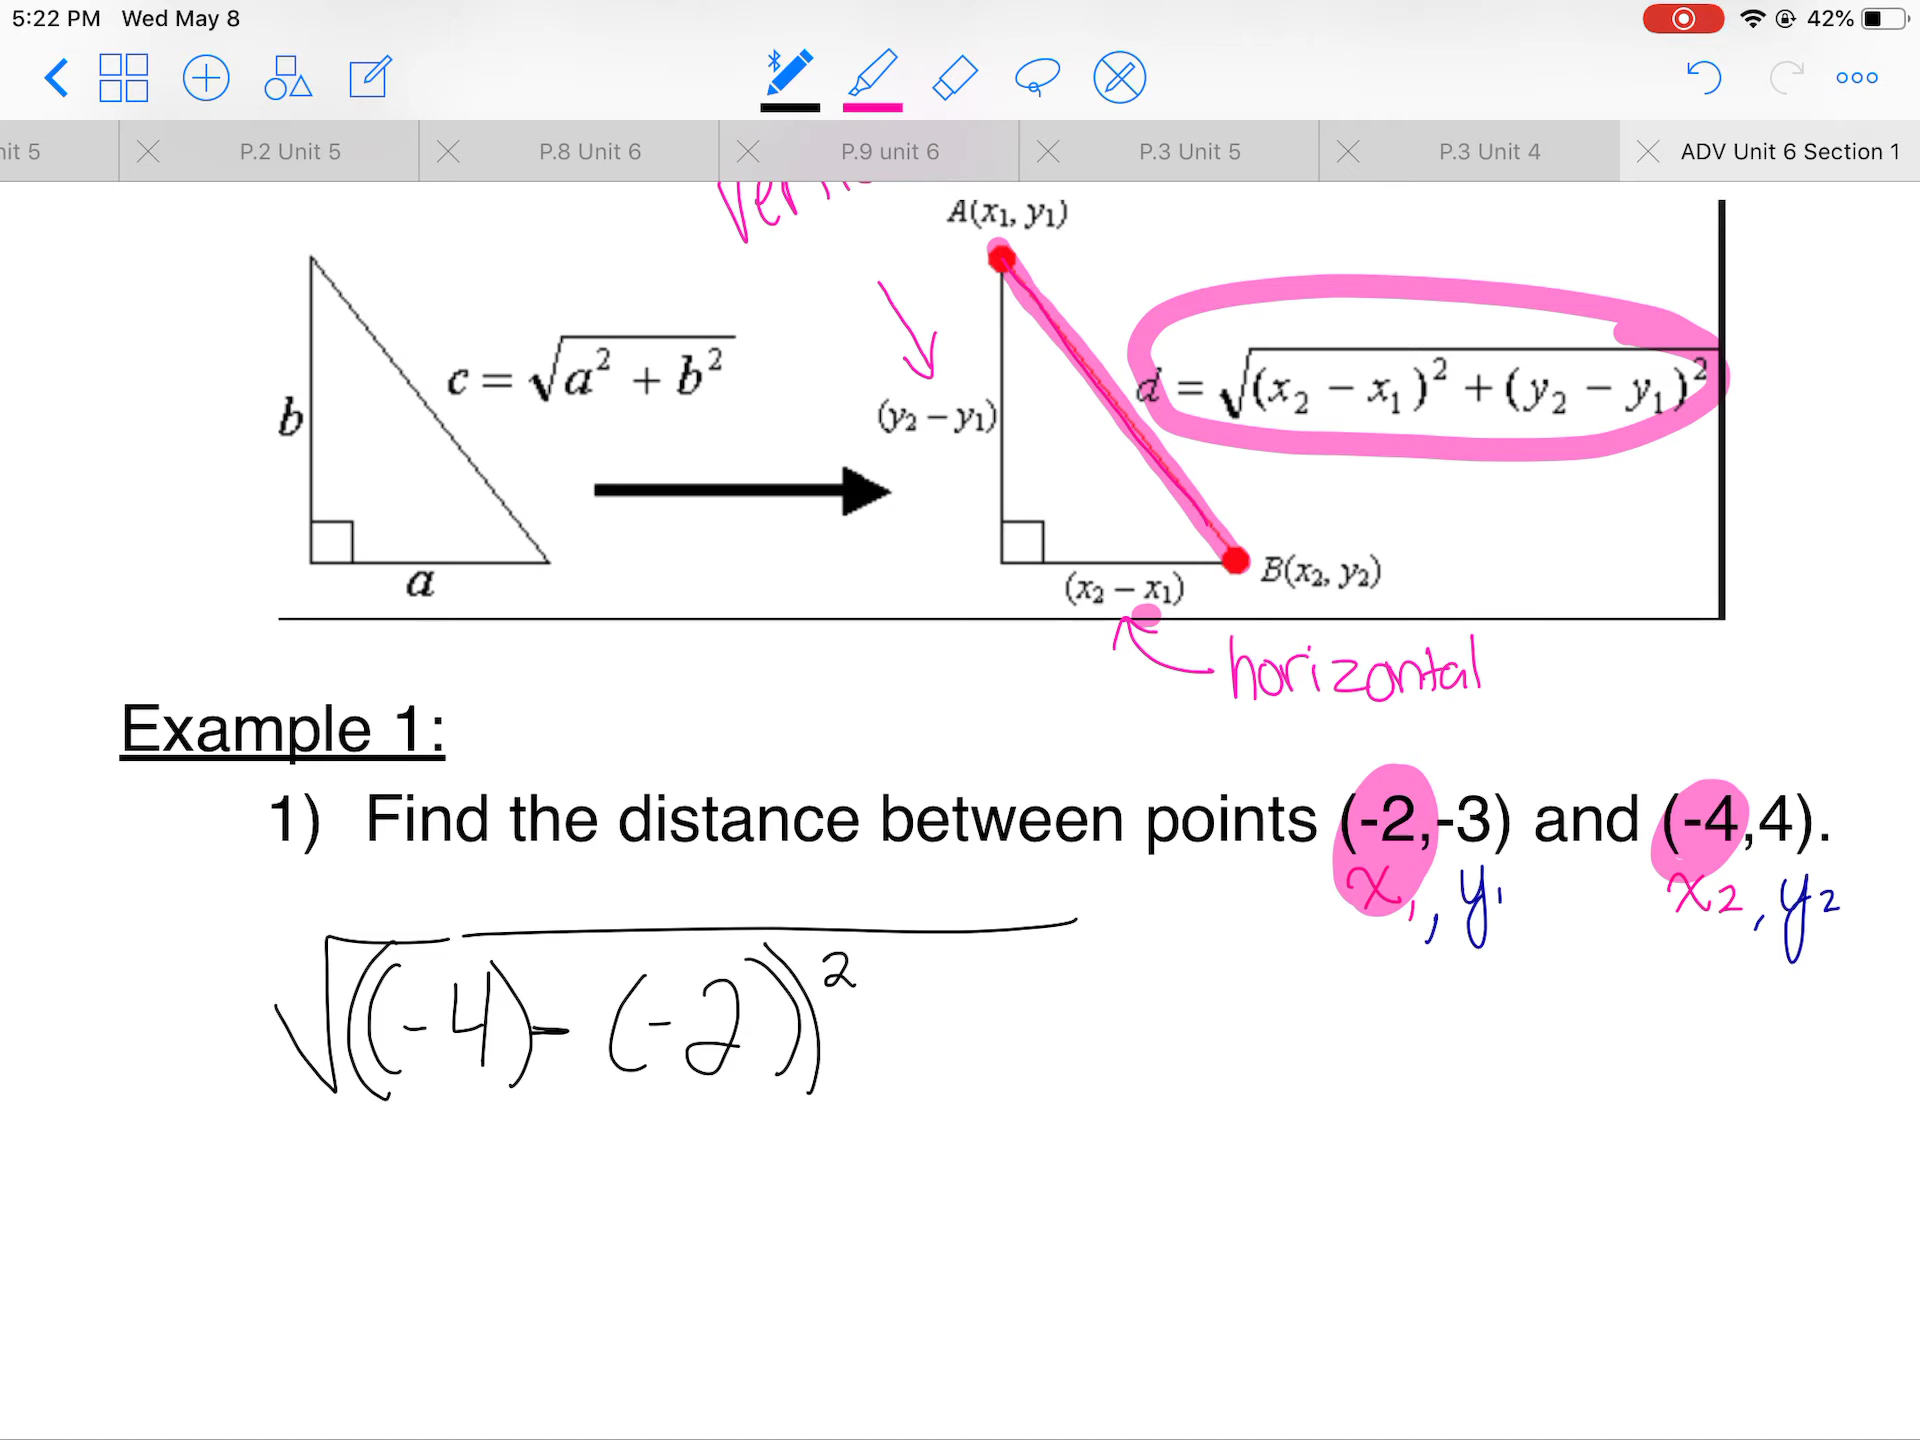 5:22 PM Wed May 8
42%
nit 5
P.2 Unit 5
P.8 Unit 6
P.9 unit 6
P.3 Unit 5
P.3 Unit 4
ADV Unit 6 Section 1
A(x₁, y₁)
c = √(a² + b²)
b
a
(y₂ – y₁)
d = √((x₂ – x₁)² + (y₂ – y₁)²)
(x₂ – x₁)
B(x₂, y₂)
horizontal
Example 1:
1) Find the distance between points (-2,-3) and (-4,4).
x₁, y₁ x₂, y₂
√((-4) - (-2))²